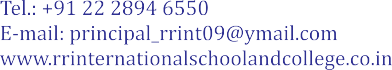 Tel.: +91 22 2894 6550
E-mail: principal_rrint09@ymail.com
www.rrinternationalschoolandcollege.co.in